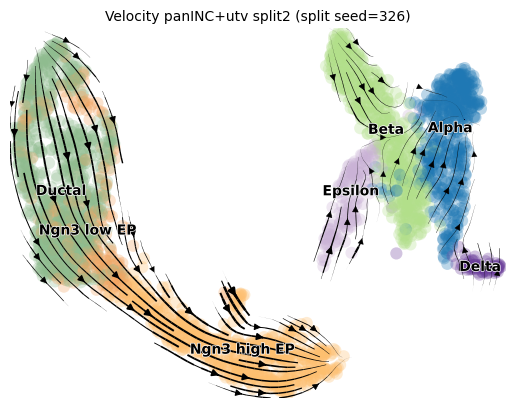 Velocity panINC+utv split2 (split seed=326)
Beta
Alpha
Ductal
Epsilon
Ngn3 low EP
Delta
Ngn3 high EP